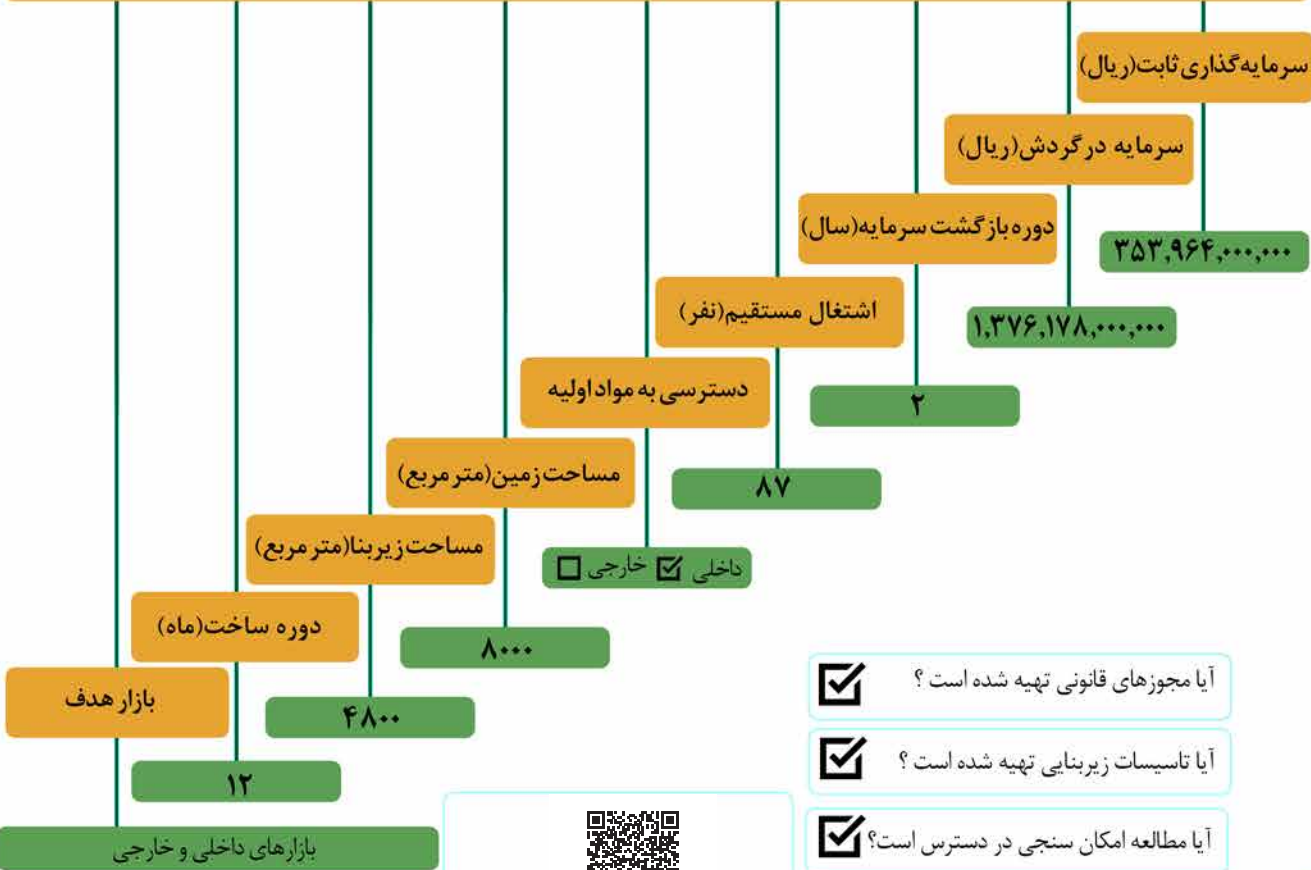 سرمایه‌گذاری ثابت(ریال)
۳۵۳,۹۶۴,۰۰۰,۰۰۰
سرمایه در گردش(ریال)
۱,۳۷۶,۱۷۸,۰۰۰,۰۰۰
دوره بازگشت سرمایه(سال)
۲
اشتغال مستقیم(نفر)
۸۷
دسترسی به مواد اولیه
داخلی ☑ خارجی ☐
مساحت زمین(متر مربع)
۸۰۰۰
مساحت زیربنا(متر مربع)
۴۸۰۰
دوره ساخت(ماه)
۱۲
بازار هدف
بازارهای داخلی و خارجی
آیا مجوزهای قانونی تهیه شده است ؟ ☑
آیا تاسیسات زیربنایی تهیه شده است ؟ ☑
آیا مطالعه امکان سنجی در دسترس است؟ ☑